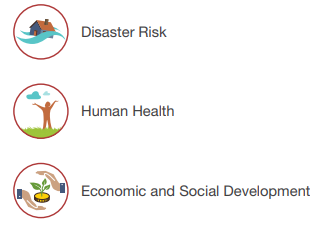 Disaster Risk
Human Health
Economic and Social Development